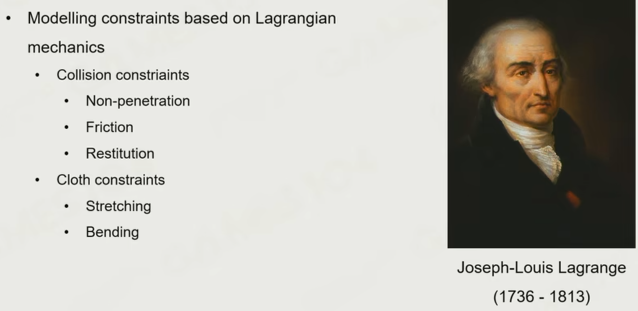 • Modelling constraints based on Lagrangian
mechanics
• Collision constriaints
• Non-penetration
• Friction
• Restitution
• Cloth constraints
• Stretching
• Bending
Joseph-Louis Lagrange
(1736 - 1813)